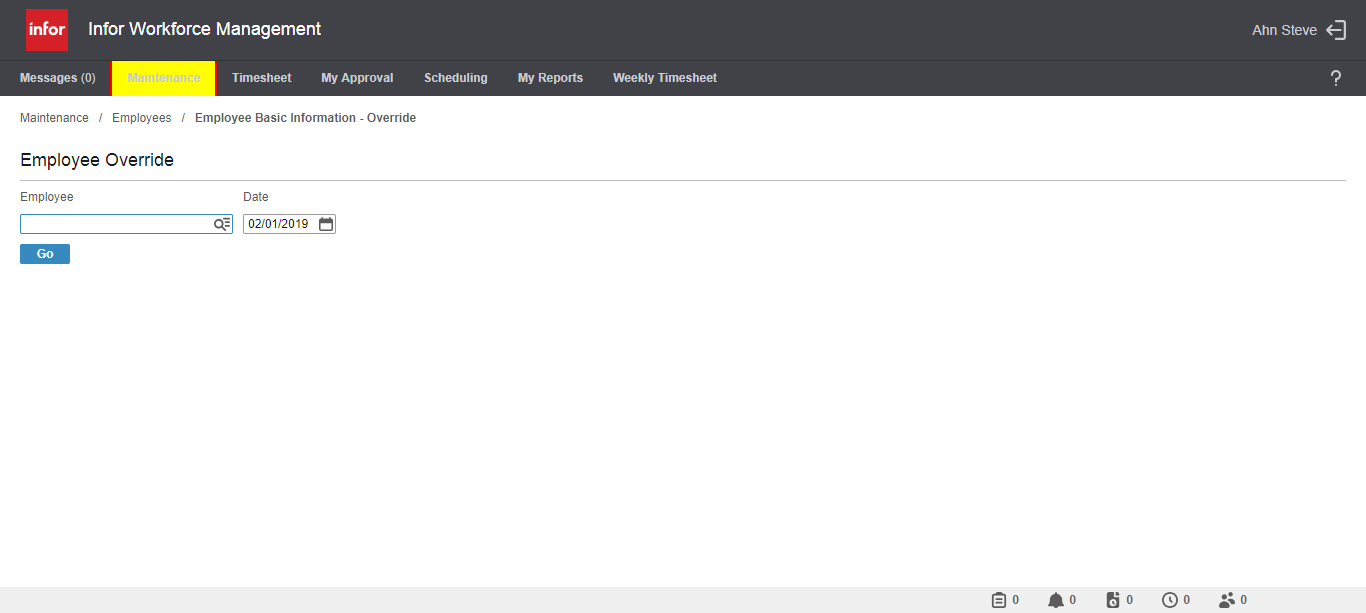 infor Infor Workforce Management Ahn Steve
Messages (0) Maintenance Timesheet My Approval Scheduling My Reports Weekly Timesheet ?
Maintenance / Employees / Employee Basic Information - Override
Employee Override
Employee Date
02/01/2019
Go
0 0 0 0 0